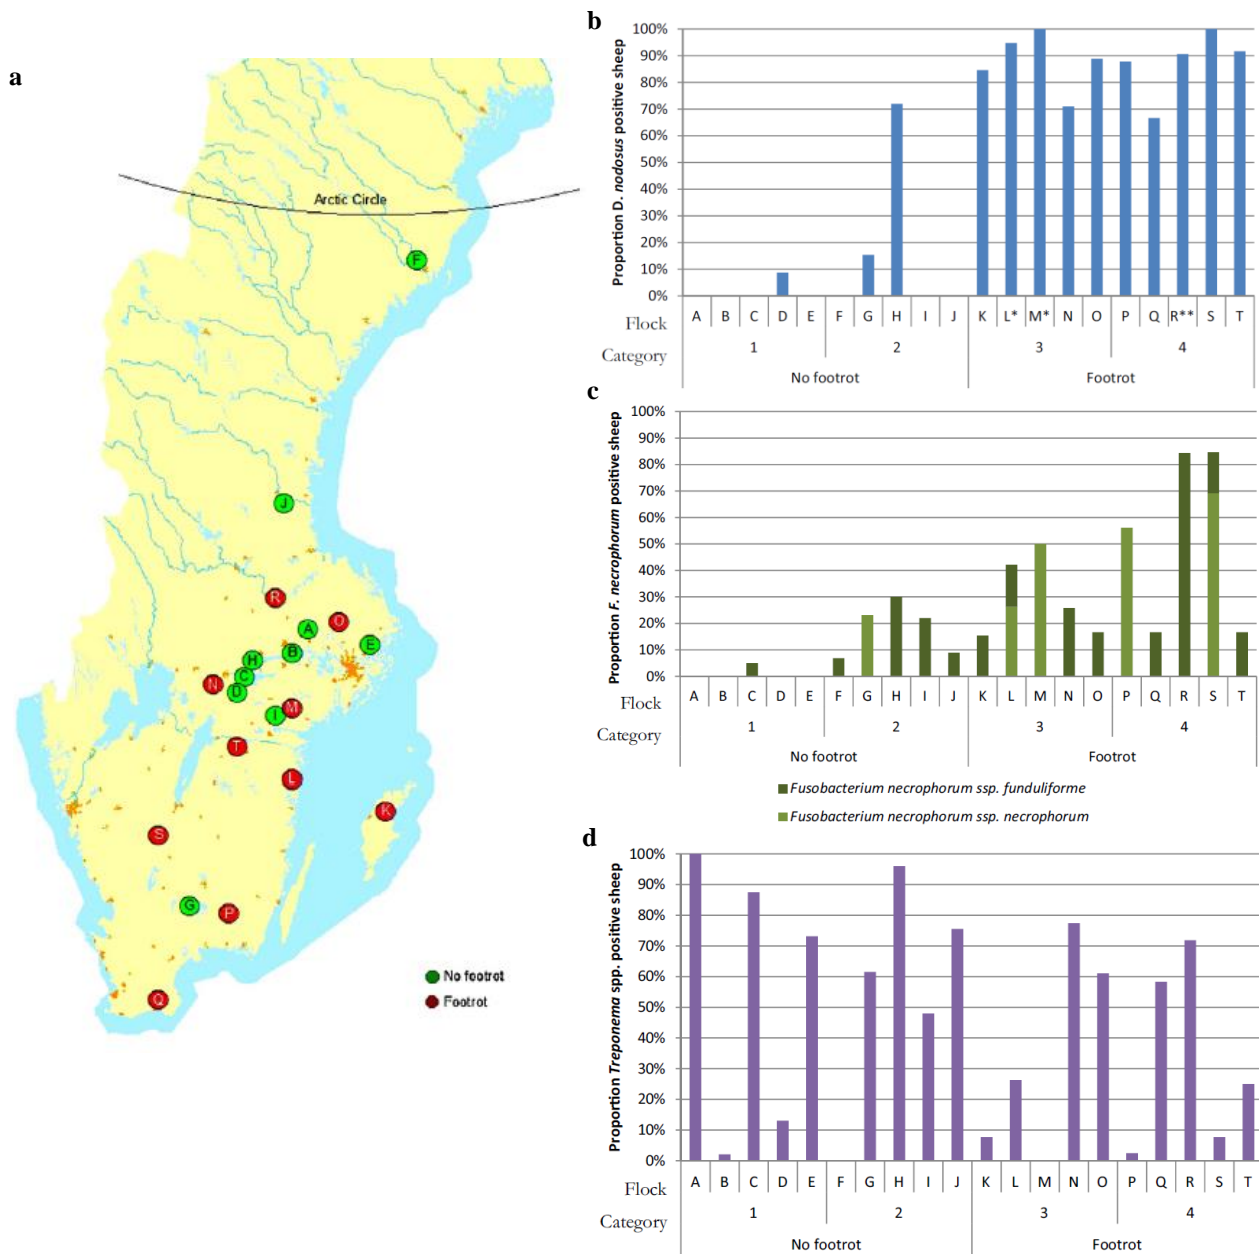 a
Arctic Circle
F
J
R
O
A
E
B
H
C
N
D
M
I
T
L
K
S
G
P
Q
No footrot
Footrot
b
Proportion D. nodosus positive sheep
100%
90%
80%
70%
60%
50%
40%
30%
20%
10%
0%
Flock A B C D E F G H I J K L* M* N O P Q R** S T
Category 1 2 3 4
No footrot Footrot
c
Proportion F. necrophorum positive sheep
100%
90%
80%
70%
60%
50%
40%
30%
20%
10%
0%
Flock A B C D E F G H I J K L M N O P Q R S T
Category 1 2 3 4
No footrot Footrot
Fusobacterium necrophorum ssp. funduliforme
Fusobacterium necrophorum ssp. necrophorum
d
Proportion Treponema spp. positive sheep
100%
90%
80%
70%
60%
50%
40%
30%
20%
10%
0%
Flock A B C D E F G H I J K L M N O P Q R S T
Category 1 2 3 4
No footrot Footrot